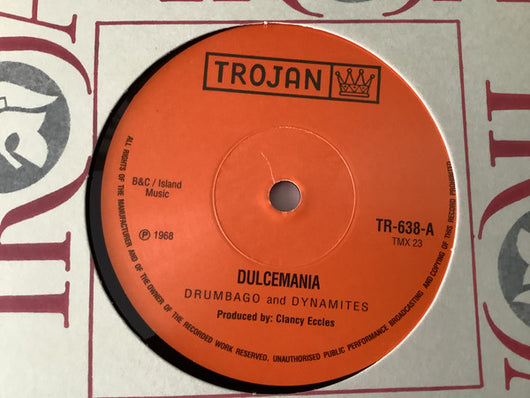 TROJAN
B&C / Island
Music
℗ 1968
TR-638-A
TMX 23
DULCEMANIA
DRUMBAGO and DYNAMITES
Produced by: Clancy Eccles
ALL RIGHTS OF THE MANUFACTURER AND OF THE OWNER OF THE RECORDED WORK RESERVED, UNAUTHORISED PUBLIC PERFORMANCE BROADCASTING AND COPYING OF THIS RECORD PROHIBITED